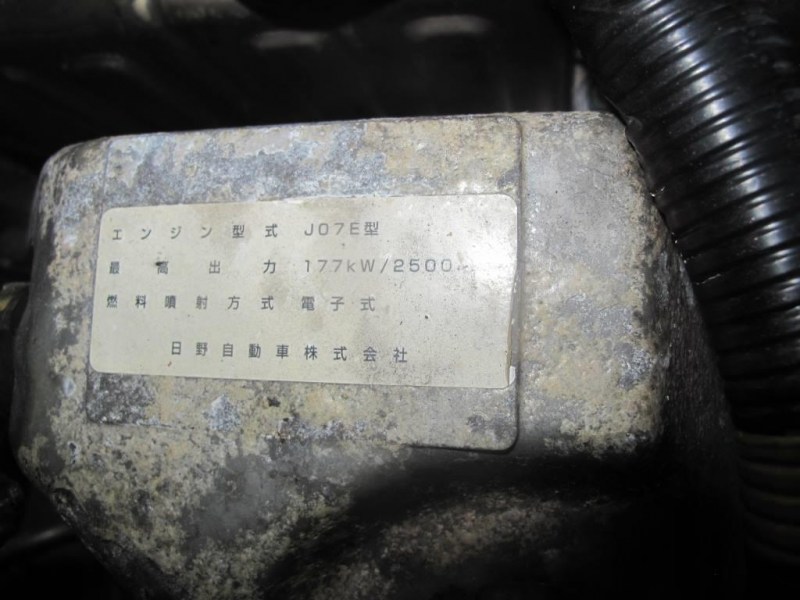 エンジン型式 J07E型
最高出力 177kW/2500
燃料噴射方式 電子式
日野自動車株式会社